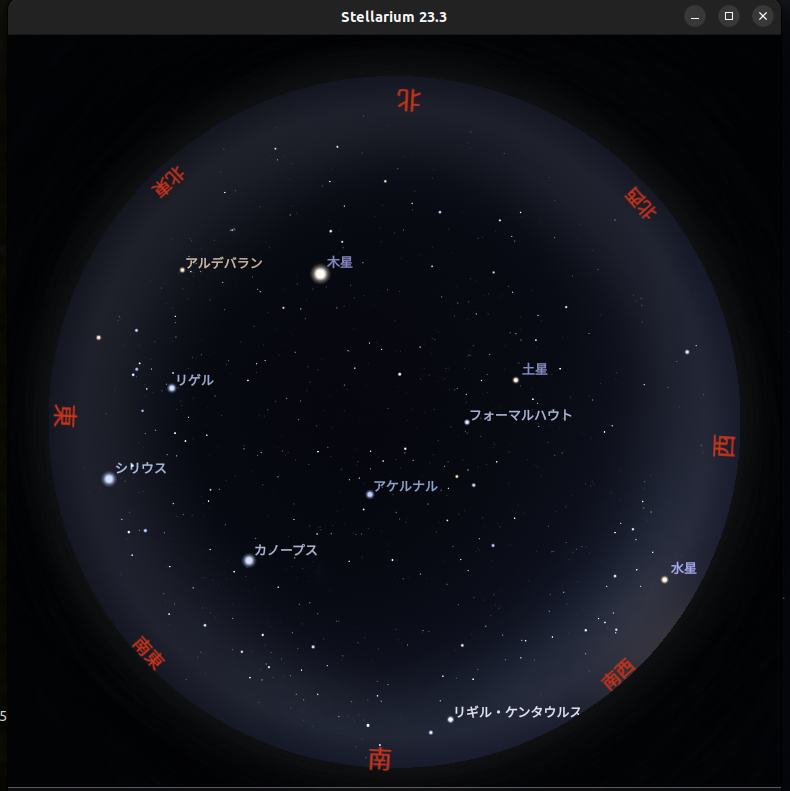 Stellarium 23.3
北
北東
北西
アルデバラン
木星
リゲル
土星
東
フォーマルハウト
西
シリウス
アケルナル
カノープス
水星
南東
南西
リギル・ケンタウルス
南
5